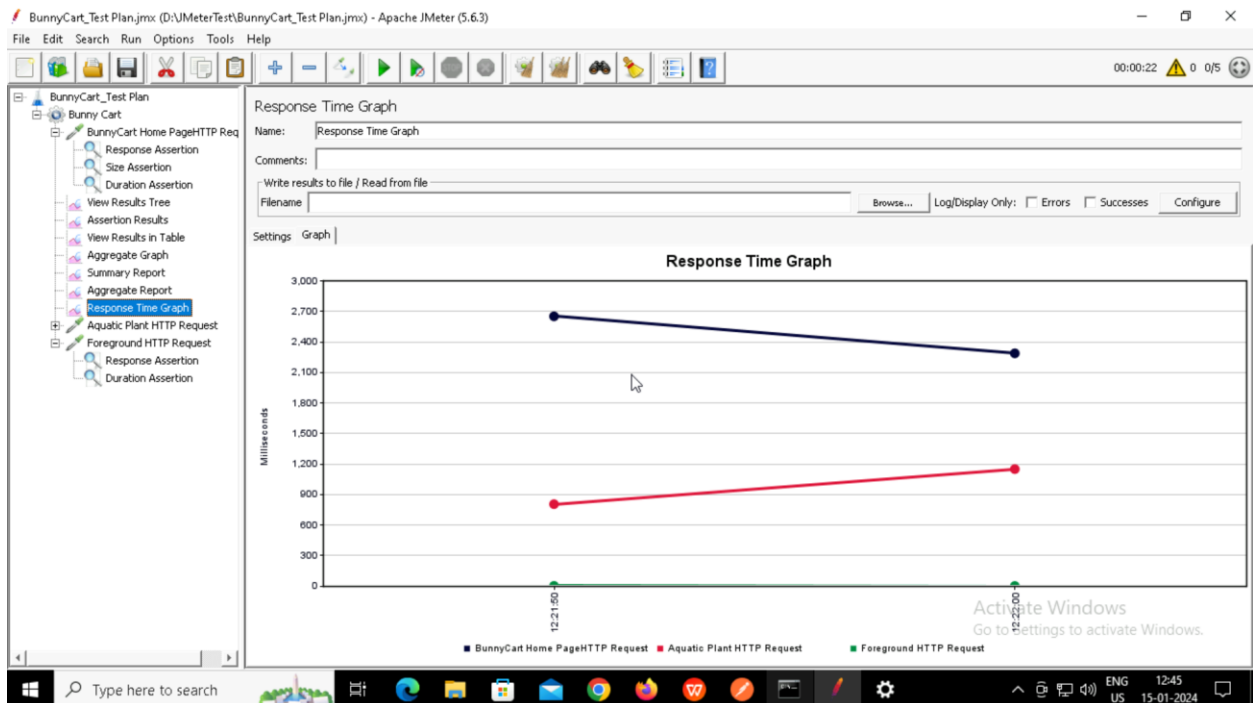 BunnyCart_Test Plan.jmx (D:\JMeterTest\BunnyCart_Test Plan.jmx) - Apache JMeter (5.6.3)
File Edit Search Run Options Tools Help
00:00:22 0 0/5
BunnyCart_Test Plan
Bunny Cart
BunnyCart Home PageHTTP Req
Response Assertion
Size Assertion
Duration Assertion
View Results Tree
Assertion Results
View Results in Table
Aggregate Graph
Summary Report
Aggregate Report
Response Time Graph
Aquatic Plant HTTP Request
Foreground HTTP Request
Response Assertion
Duration Assertion
Response Time Graph
Name: Response Time Graph
Comments:
Write results to file / Read from file
Filename Browse... Log/Display Only: Errors Successes Configure
Settings Graph
Response Time Graph
3,000
2,700
2,400
2,100
1,800
1,500
1,200
900
600
300
0
Milliseconds
12:21:50
12:22:00
BunnyCart Home PageHTTP Request Aquatic Plant HTTP Request Foreground HTTP Request
Activate Windows
Go to Settings to activate Windows.
Type here to search
ENG
US
12:45
15-01-2024